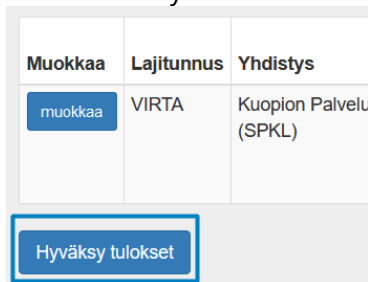 Muokkaa Lajitunnus Yhdistys
muokkaa VIRTA Kuopion Palvelu
(SPKL)
Hyväksy tulokset